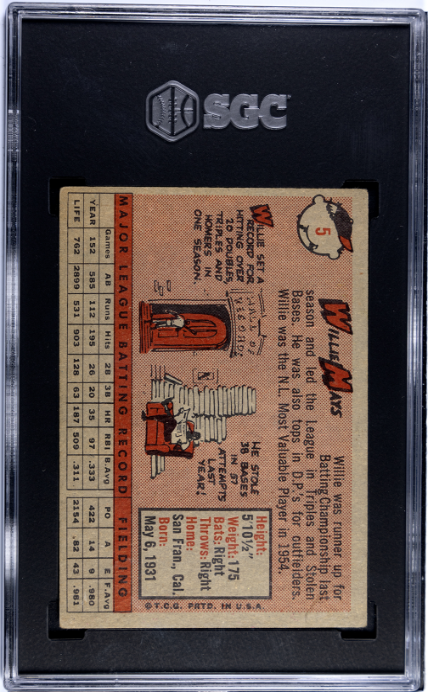 SGC
5
WILLIE MAYS
Willie was runner up for
Batting Championship last
season and led the League in Triples and Stolen
Bases. He was also tops in D.P.'s for outfielders.
Willie was the N.L. Most Valuable Player in 1954.
WILLIE SET A
RECORD FOR
HITTING OVER
20 DOUBLES,
TRIPLES AND
HOMERS IN
ONE SEASON.
HE STOLE
38 BASES
IN 57
ATTEMPTS
LAST
YEAR!
Height:
5'10½"
Weight: 175
Bats: Right
Throws: Right
Home:
San Fran., Cal.
Born:
May 6, 1931
© T.C.G. PRTD. IN U.S.A.
MAJOR LEAGUE BATTING RECORD FIELDING
Games AB Runs Hits 2B 3B HR RBI B.Avg PO A E F.Avg
YEAR 152 585 112 195 26 20 35 97 .333 422 14 9 .980
LIFE 762 2899 531 903 128 63 187 509 .311 2154 82 43 .981